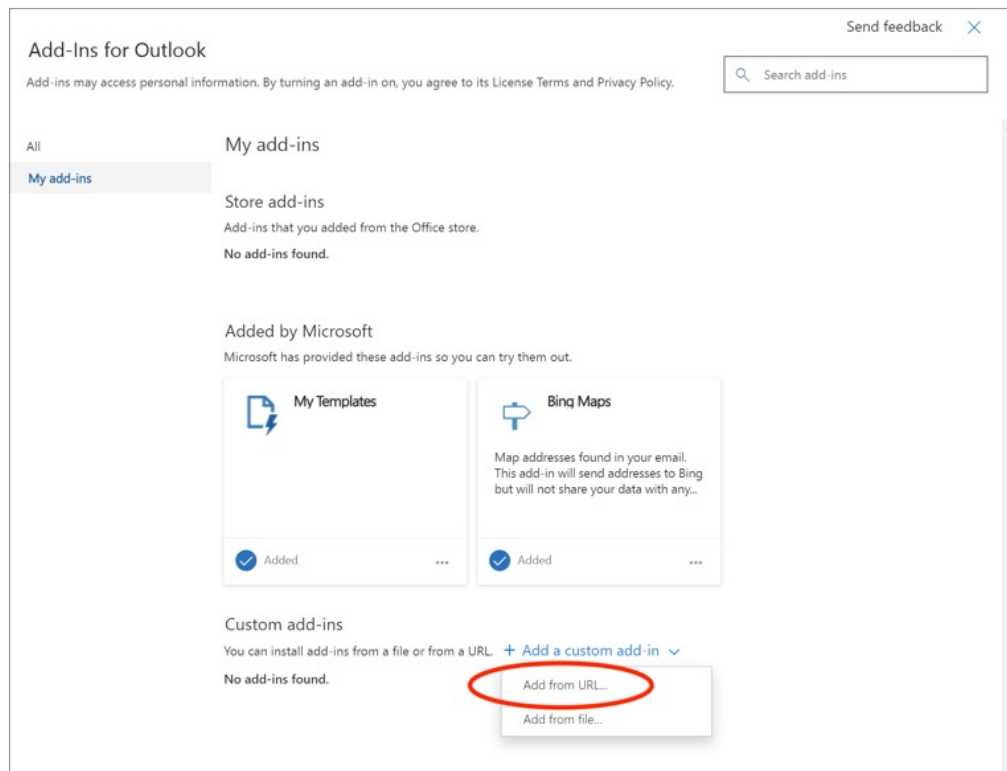 Send feedback
Add-Ins for Outlook
Search add-ins
Add-ins may access personal information. By turning an add-in on, you agree to its License Terms and Privacy Policy.
All
My add-ins
My add-ins
Store add-ins
Add-ins that you added from the Office store.
No add-ins found.
Added by Microsoft
Microsoft has provided these add-ins so you can try them out.
My Templates
Added
...
Bing Maps
Map addresses found in your email.
This add-in will send addresses to Bing
but will not share your data with any...
Added
...
Custom add-ins
You can install add-ins from a file or from a URL. + Add a custom add-in
No add-ins found.
Add from URL...
Add from file...